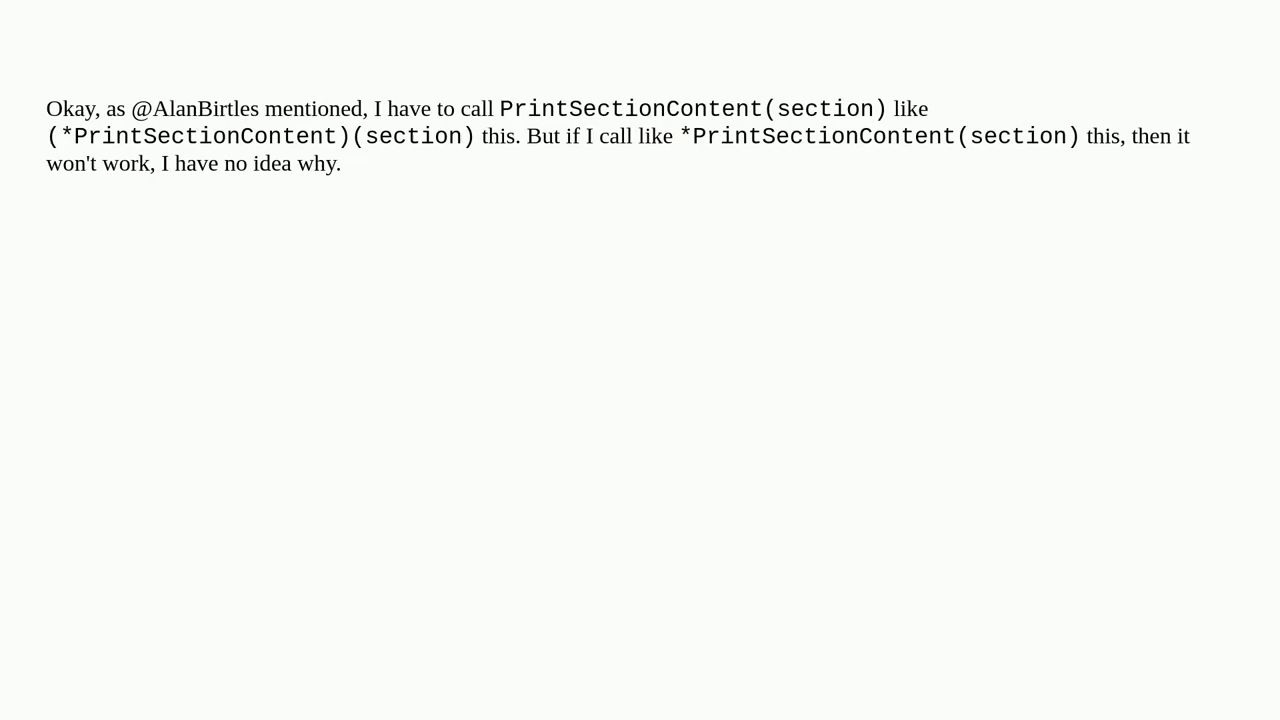 Okay, as @AlanBirtles mentioned, I have to call PrintSectionContent(section) like
(*PrintSectionContent)(section) this. But if I call like *PrintSectionContent(section) this, then it
won't work, I have no idea why.